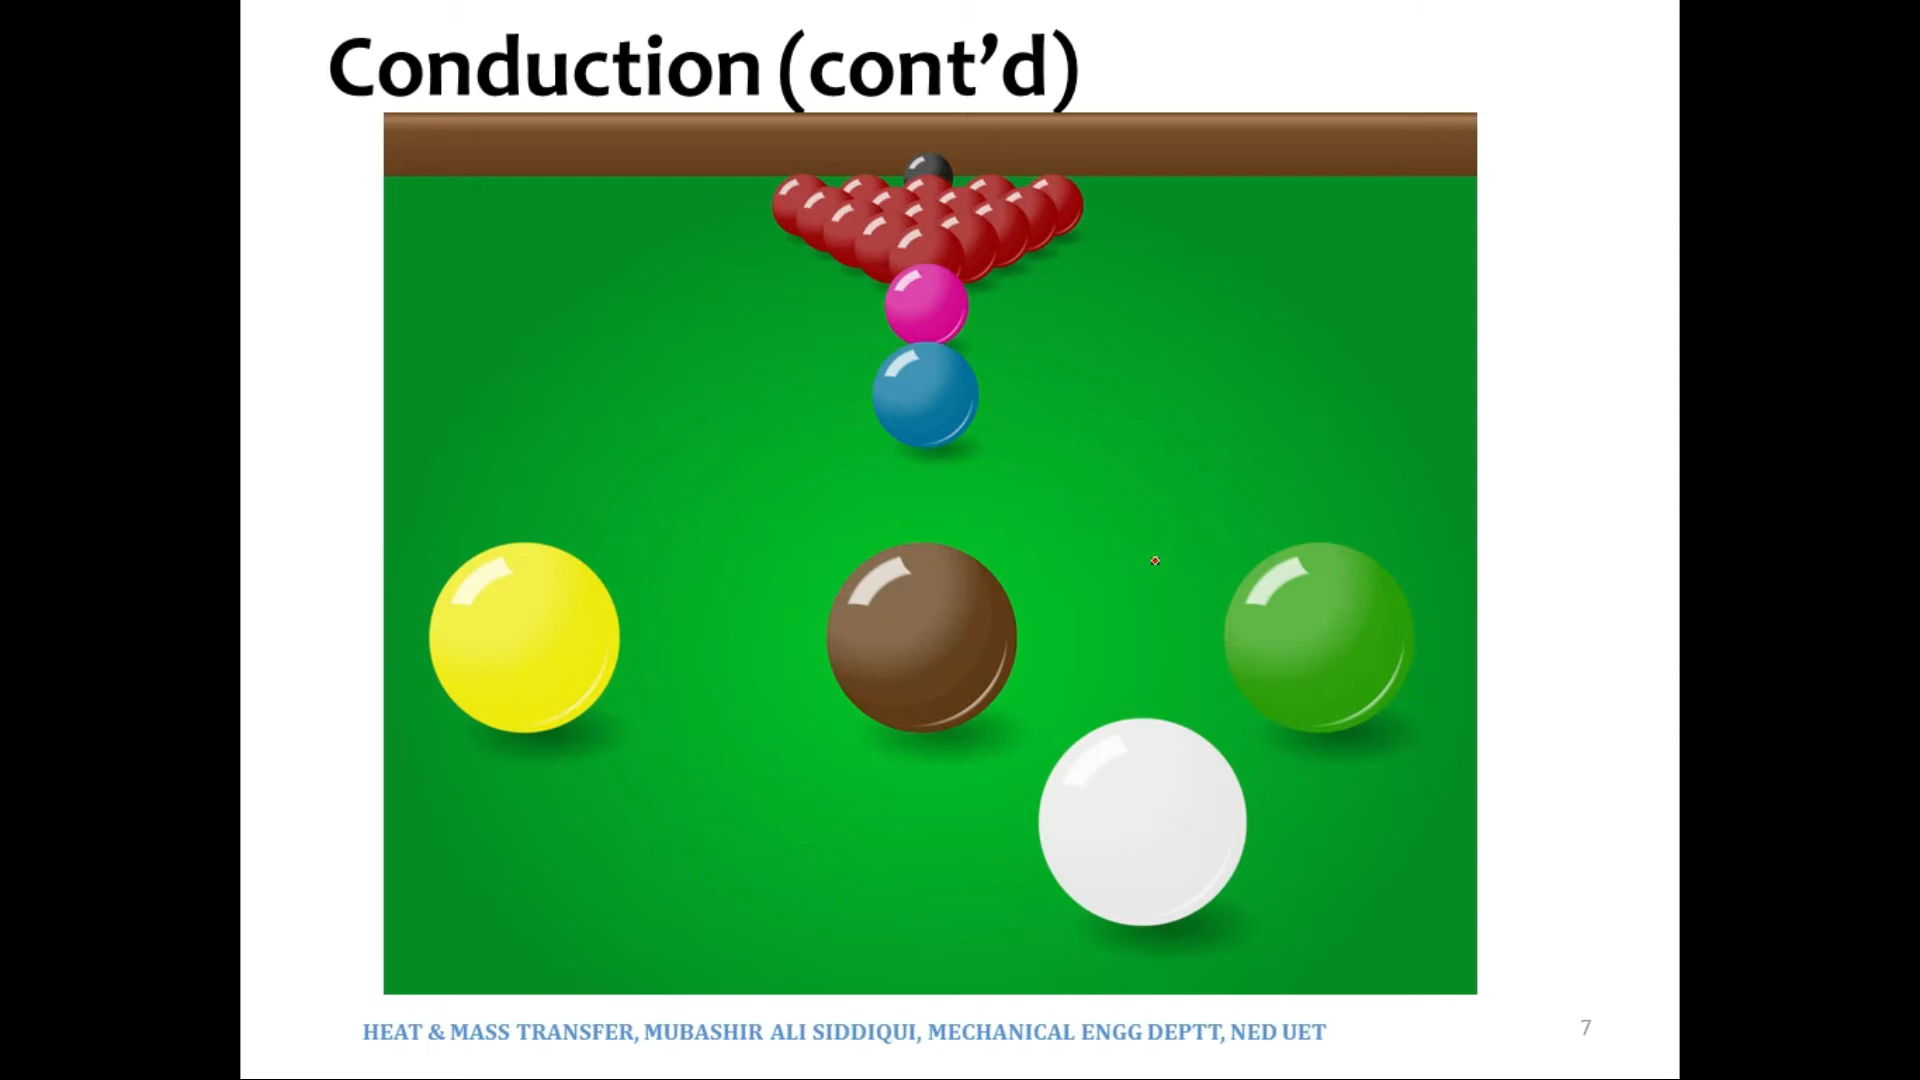 Conduction (cont’d)
HEAT & MASS TRANSFER, MUBASHIR ALI SIDDIQUI, MECHANICAL ENGG DEPTT, NED UET
7